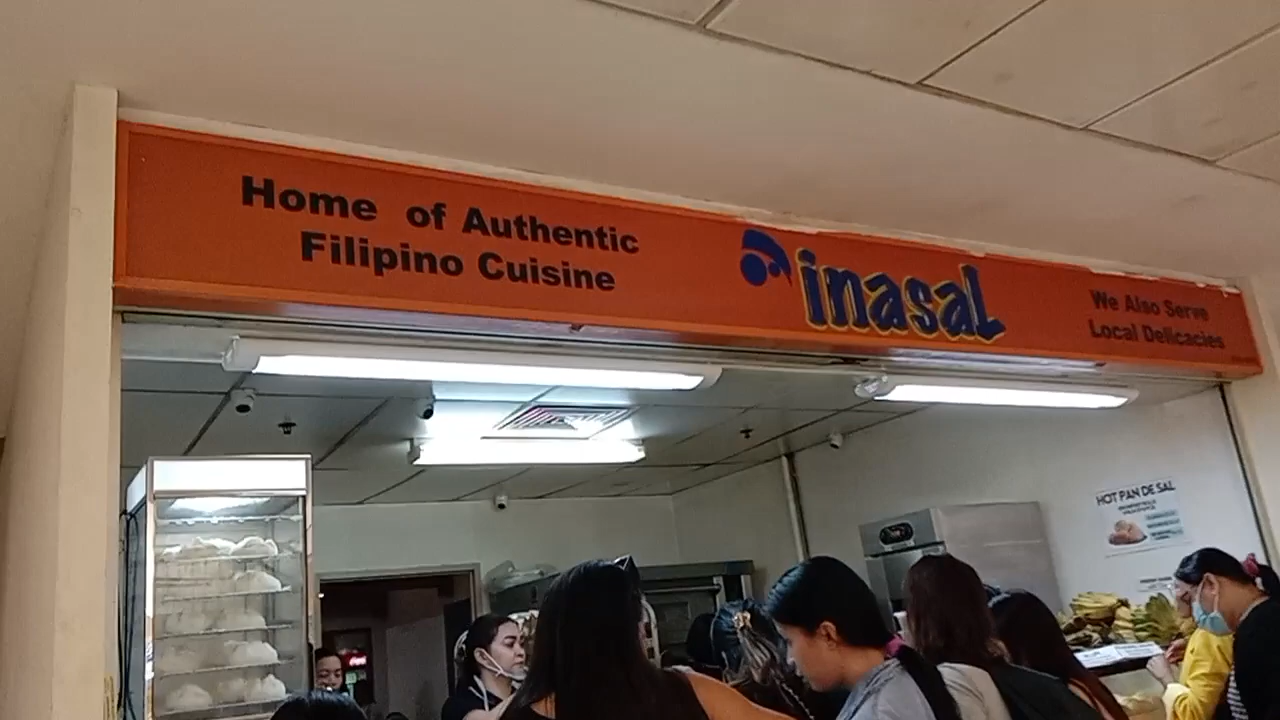 Home of Authentic
Filipino Cuisine
inasaL
We Also Serve
Local Delicacies
HOT PAN DE SAL